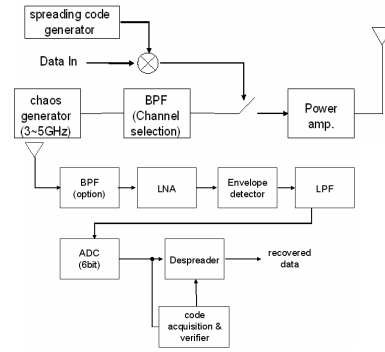 spreading code
generator
Data In
chaos
generator
(3~5GHz)
BPF
(Channel
selection)
Power
amp.
BPF
(option)
LNA
Envelope
detector
LPF
ADC
(6bit)
Despreader
recovered
data
code
acquisition &
verifier